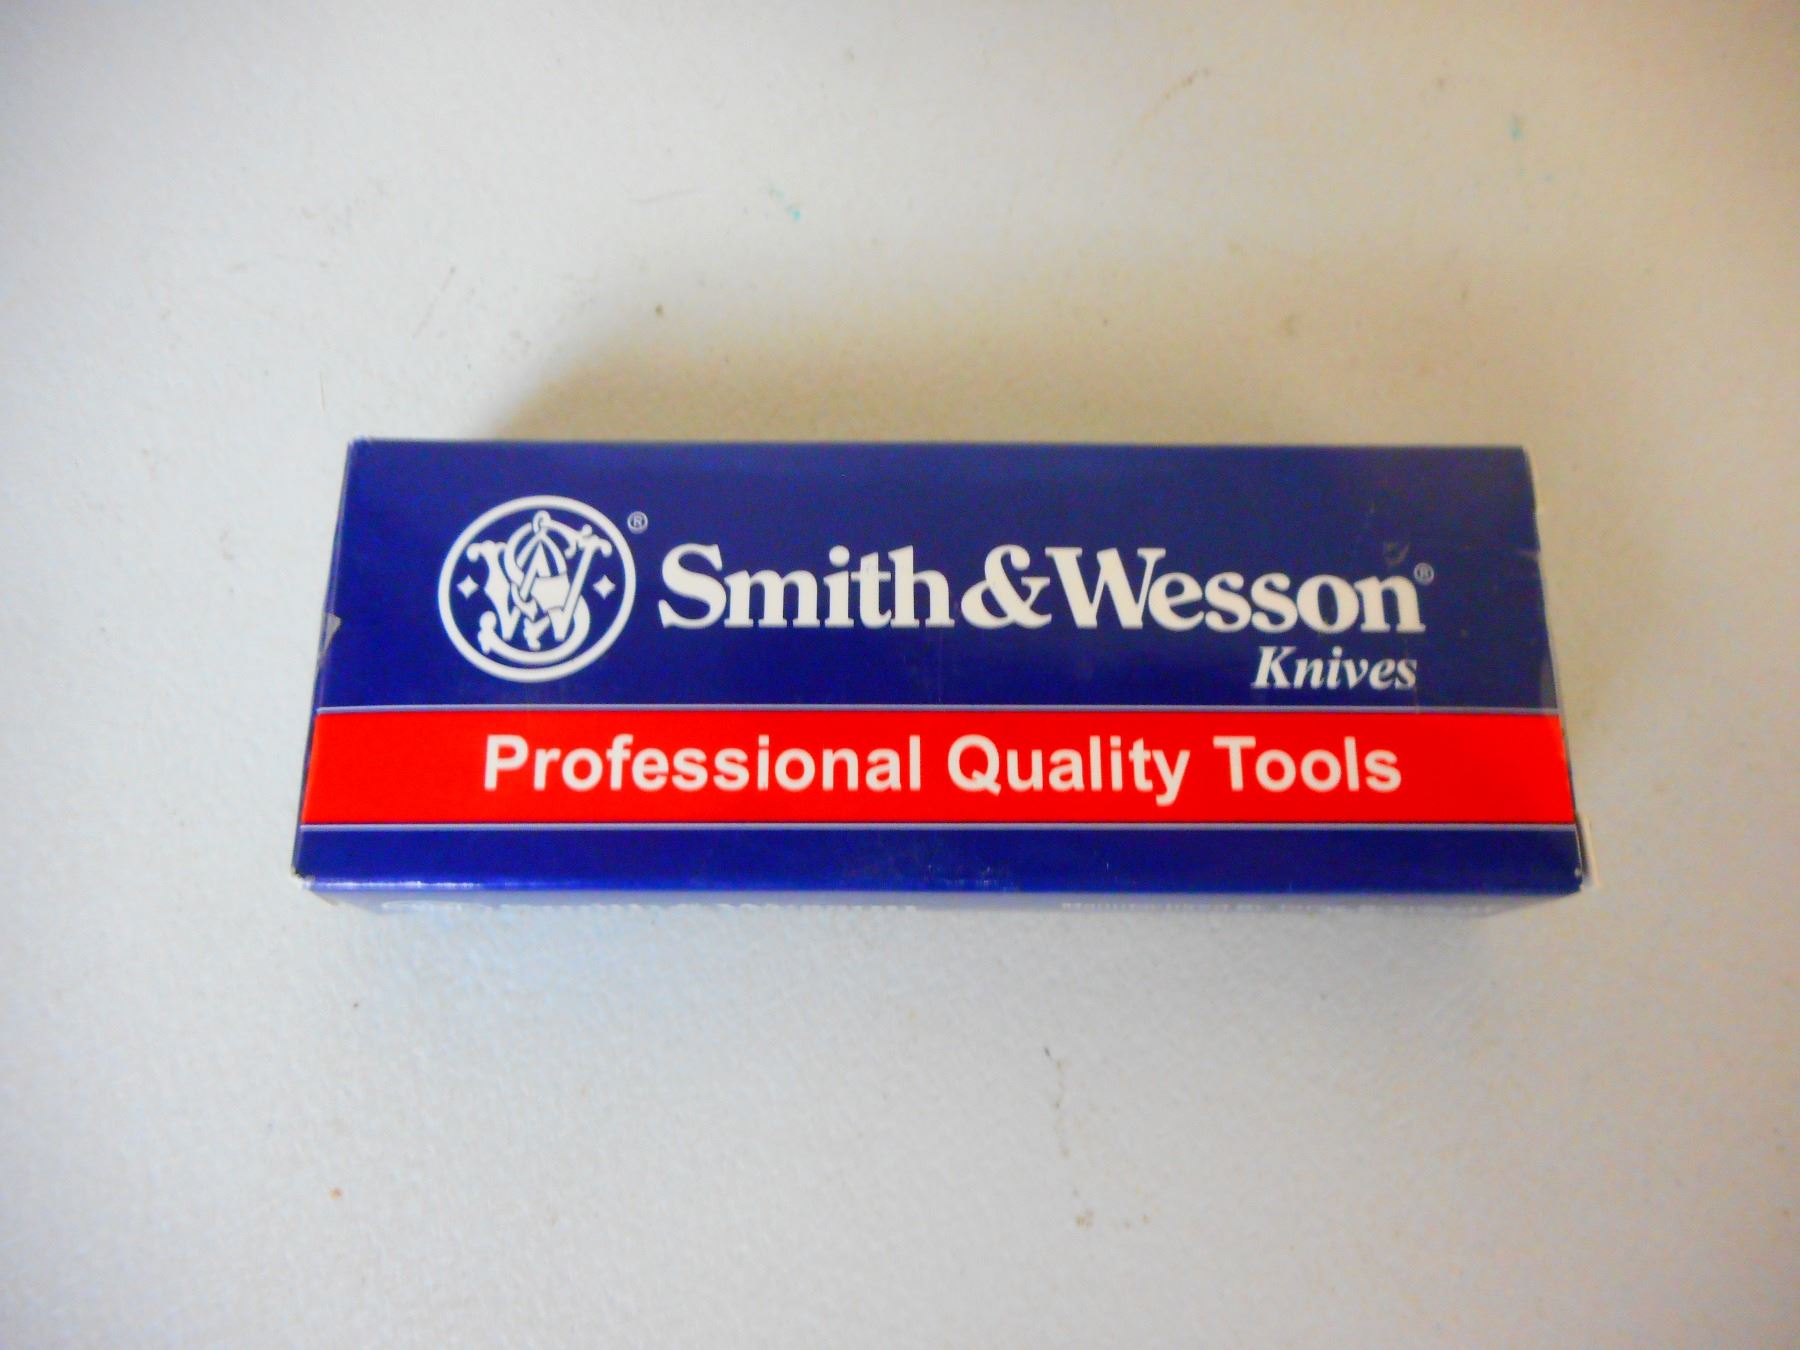 ®
Smith & Wesson®
Knives
Professional Quality Tools